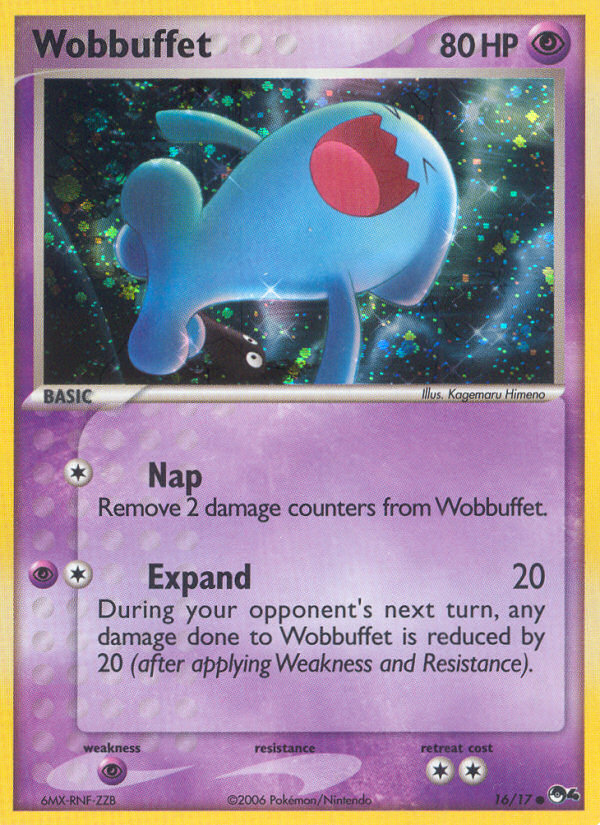 Wobbuffet 80 HP
BASIC
Illus. Kagemaru Himeno
Nap
Remove 2 damage counters from Wobbuffet.
Expand 20
During your opponent's next turn, any
damage done to Wobbuffet is reduced by
20 (after applying Weakness and Resistance).
weakness resistance retreat cost
6MX-RNF-ZZB ©2006 Pokémon/Nintendo 16/17